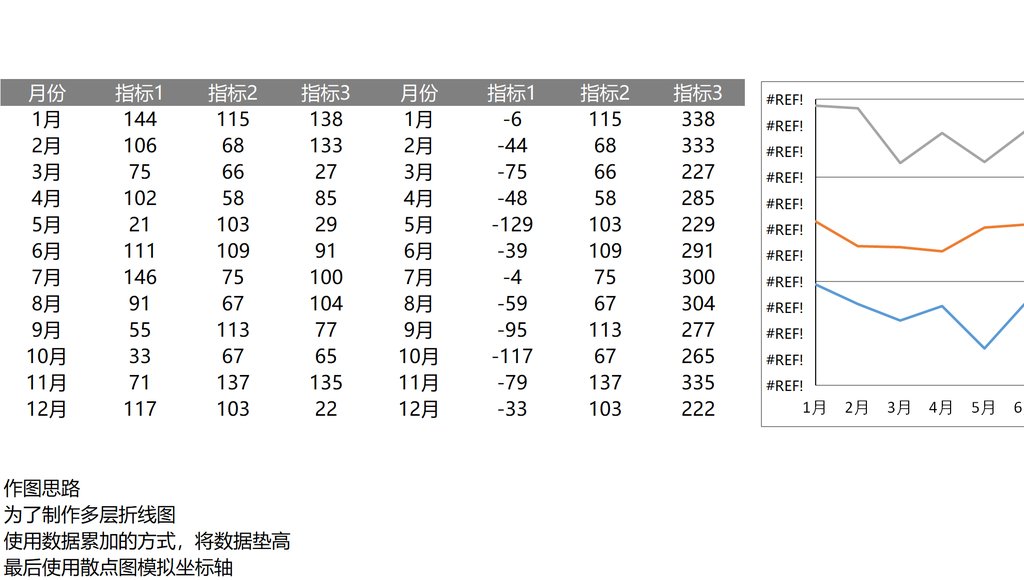 月份 指标1 指标2 指标3 月份 指标1 指标2 指标3
1月 144 115 138 1月 -6 115 338
2月 106 68 133 2月 -44 68 333
3月 75 66 27 3月 -75 66 227
4月 102 58 85 4月 -48 58 285
5月 21 103 29 5月 -129 103 229
6月 111 109 91 6月 -39 109 291
7月 146 75 100 7月 -4 75 300
8月 91 67 104 8月 -59 67 304
9月 55 113 77 9月 -95 113 277
10月 33 67 65 10月 -117 67 265
11月 71 137 135 11月 -79 137 335
12月 117 103 22 12月 -33 103 222
#REF!
#REF!
#REF!
#REF!
#REF!
#REF!
#REF!
#REF!
#REF!
#REF!
#REF!
#REF!
1月 2月 3月 4月 5月 6
作图思路
为了制作多层折线图
使用数据累加的方式，将数据垫高
最后使用散点图模拟坐标轴